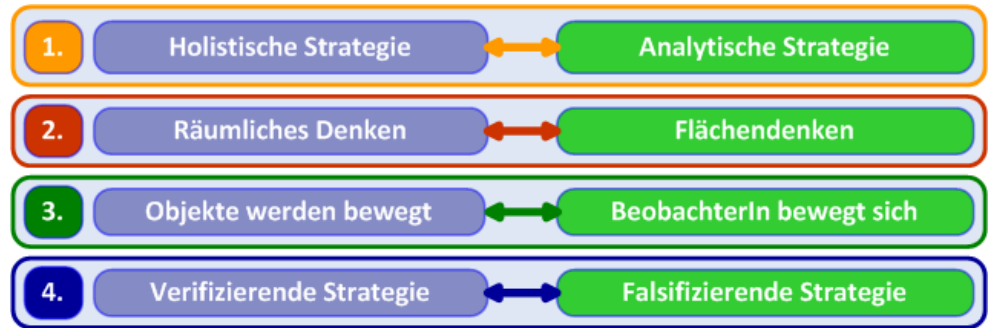 1. Holistische Strategie Analytische Strategie
2. Räumliches Denken Flächendenken
3. Objekte werden bewegt BeobachterIn bewegt sich
4. Verifizierende Strategie Falsifizierende Strategie